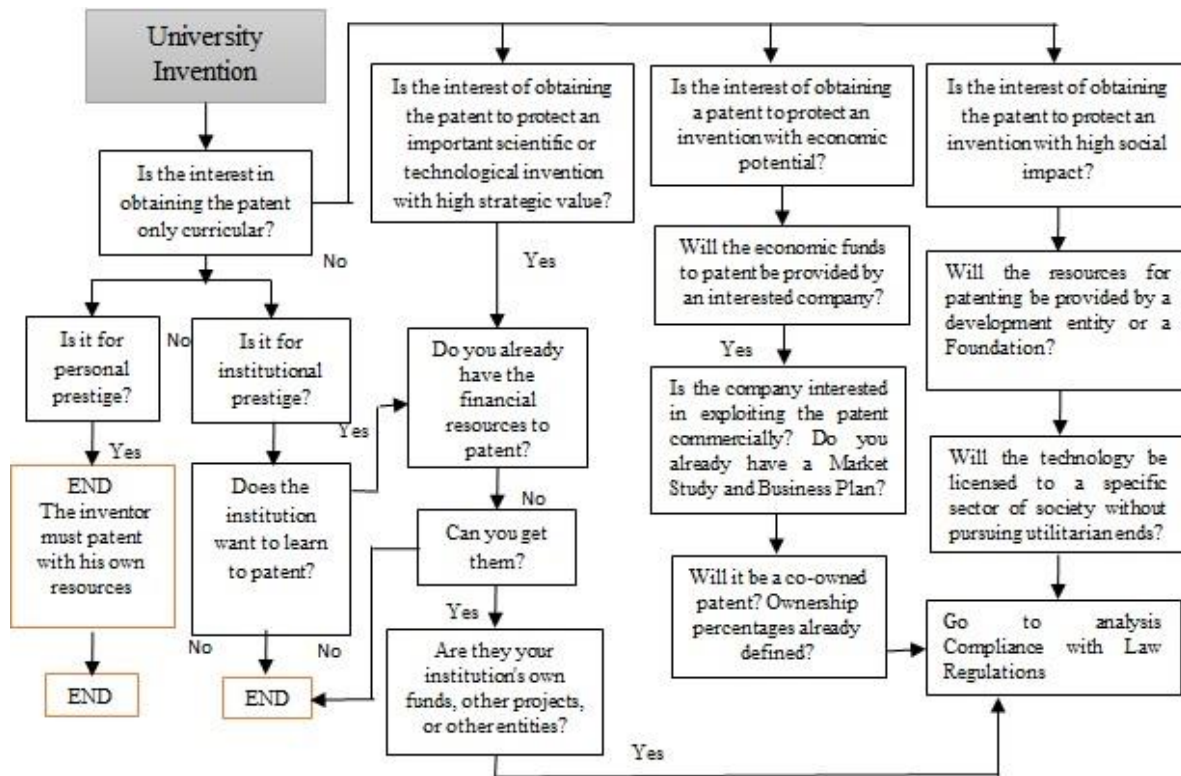 University
Invention
Is the interest in
obtaining the patent
only curricular?
No
Is it for
personal
prestige?
No
Is it for
institutional
prestige?
Yes
END
The inventor
must patent
with his own
resources
END
Yes
Does the
institution
want to learn
to patent?
No
No
END
Is the interest of obtaining
the patent to protect an
important scientific or
technological invention
with high strategic value?
Yes
Do you already
have the
financial
resources to
patent?
No
Can you get
them?
Yes
Are they your
institution's own
funds, other projects,
or other entities?
Yes
Is the interest of obtaining
a patent to protect an
invention with economic
potential?
Will the economic funds
to patent be provided by
an interested company?
Yes
Is the company interested
in exploiting the patent
commercially? Do you
already have a Market
Study and Business Plan?
Will it be a co-owned
patent? Ownership
percentages already
defined?
Is the interest of obtaining
the patent to protect an
invention with high social
impact?
Will the resources for
patenting be provided by a
development entity or a
Foundation?
Will the technology be
licensed to a specific
sector of society without
pursuing utilitarian ends?
Go to analysis
Compliance with Law
Regulations